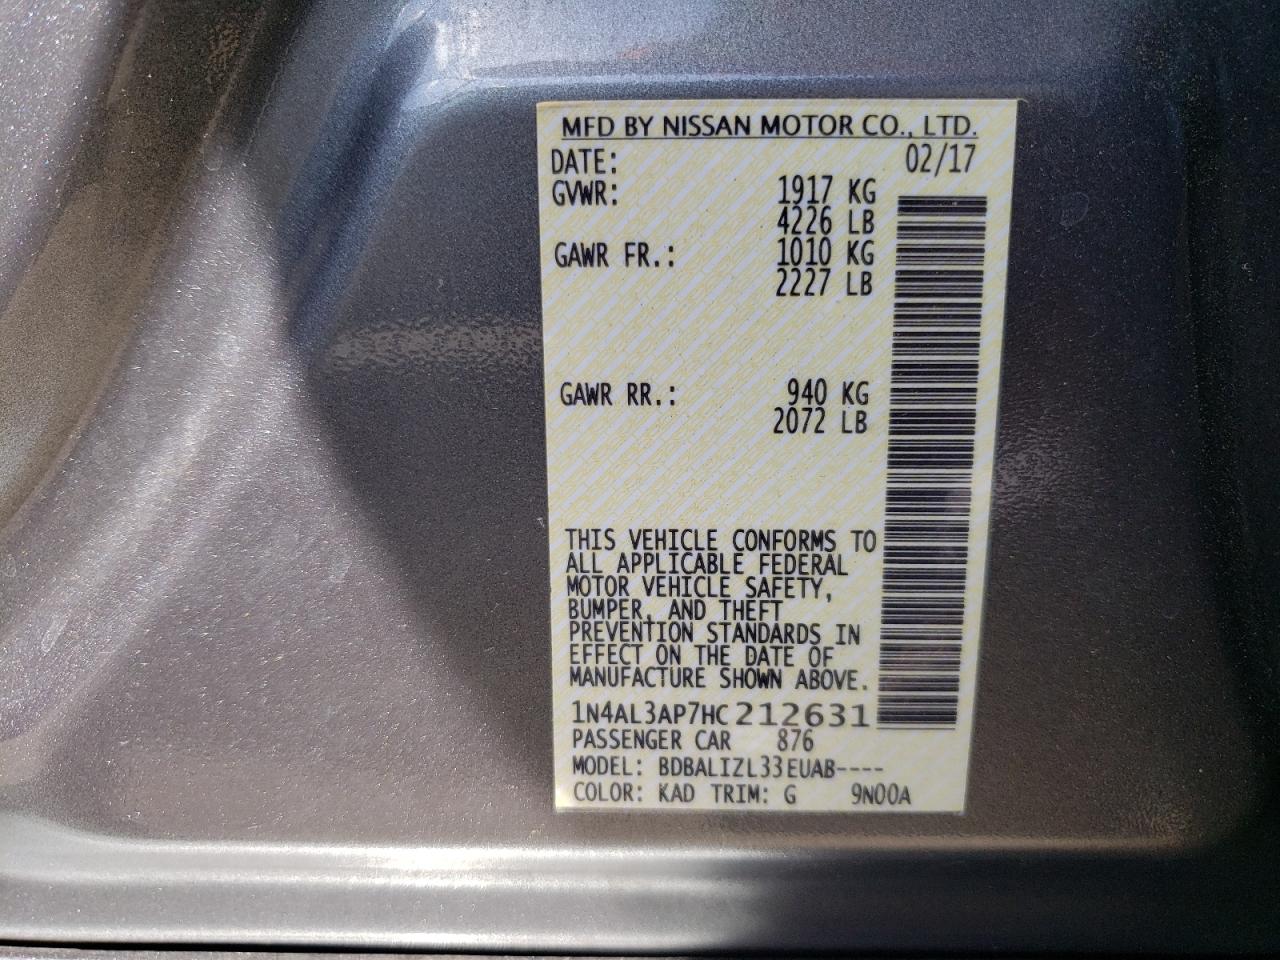 MFD BY NISSAN MOTOR CO., LTD.
DATE: 02/17
GVWR: 1917 KG
4226 LB
GAWR FR.: 1010 KG
2227 LB
GAWR RR.: 940 KG
2072 LB
THIS VEHICLE CONFORMS TO
ALL APPLICABLE FEDERAL
MOTOR VEHICLE SAFETY,
BUMPER, AND THEFT
PREVENTION STANDARDS IN
EFFECT ON THE DATE OF
MANUFACTURE SHOWN ABOVE.
1N4AL3AP7HC212631
PASSENGER CAR 876
MODEL: BDBALIZL33EUAB----
COLOR: KAD TRIM: G 9N00A